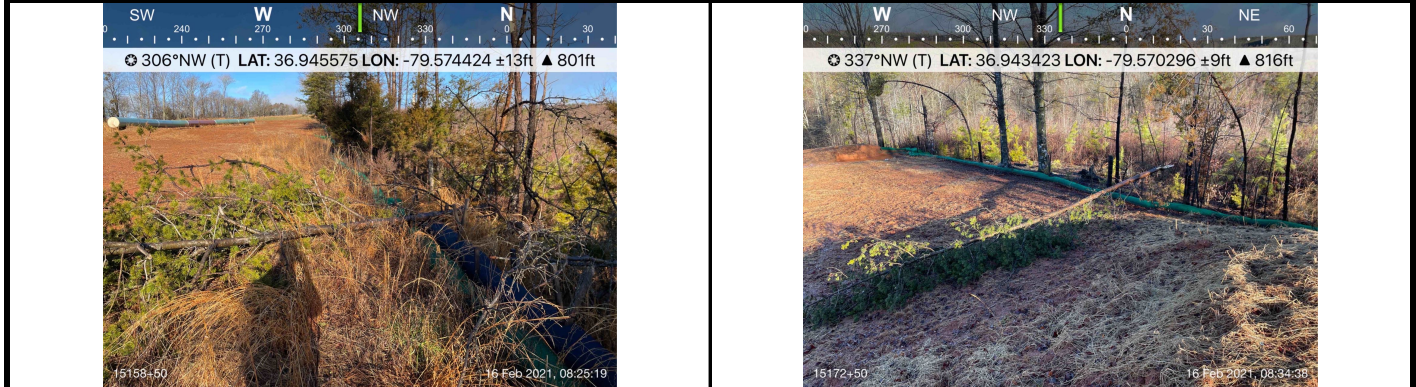 SW W NW N
0 240 270 300 330 0 30
306°NW (T) LAT: 36.945575 LON: -79.574424 ±13ft ▲ 801ft
15158+50 16 Feb 2021, 08:25:19
W NW N NE
0 270 300 330 0 30 60
337°NW (T) LAT: 36.943423 LON: -79.570296 ±9ft ▲ 816ft
15172+50 16 Feb 2021, 08:34:38